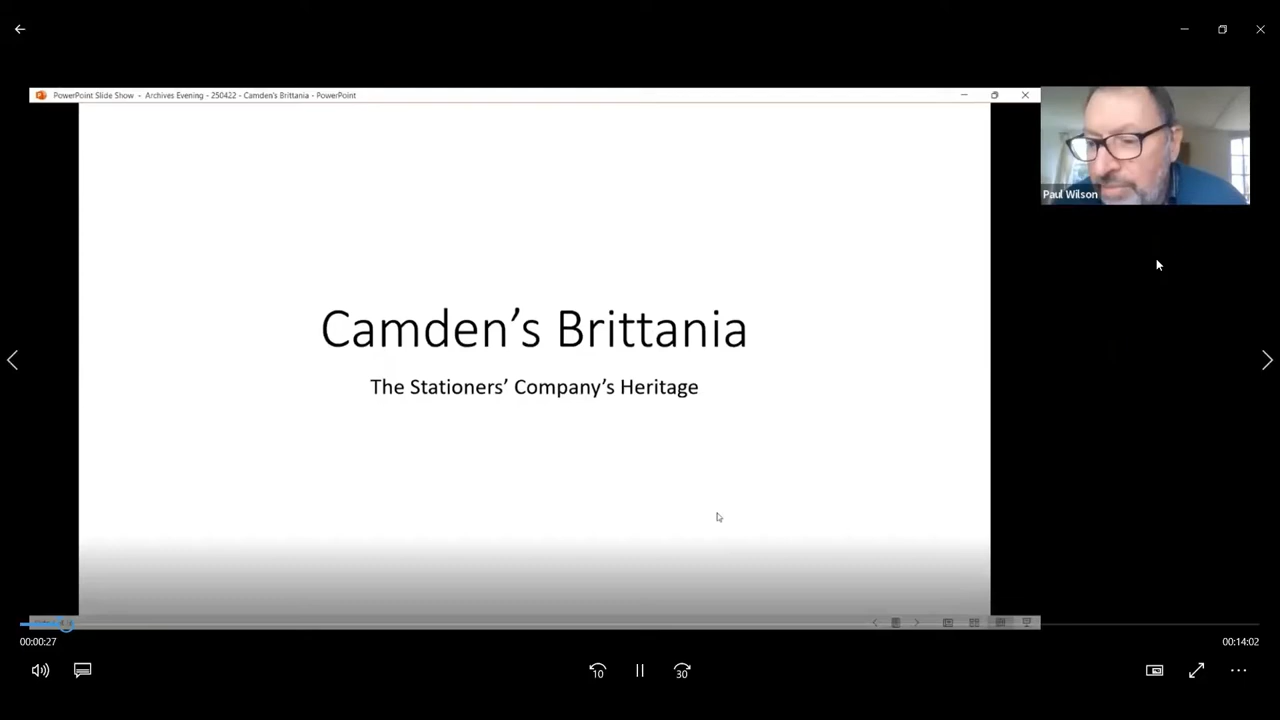 PowerPoint Slide Show - Archives Evening - 250422 - Camden's Brittania - PowerPoint
Paul Wilson
Camden's Brittania
The Stationers' Company's Heritage
00:00:27
00:14:02
10
30